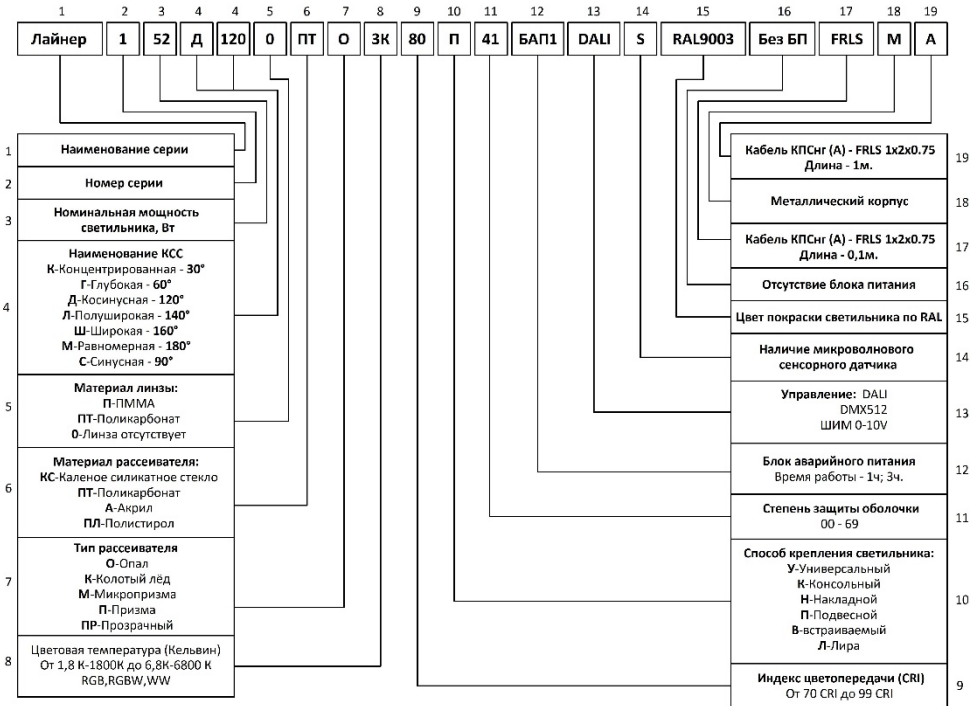 1 2 3 4 4 5 6 7 8 9 10 11 12 13 14 15 16 17 18 19
Лайнер 1 52 Д 120 0 ПТ О 3К 80 П 41 БАП1 DALI S RAL9003 Без БП FRLS М А
1 Наименование серии
2 Номер серии
3 Номинальная мощность
светильника, Вт
4 Наименование КСС
К-Концентрированная - 30°
Г-Глубокая - 60°
Д-Косинусная - 120°
Л-Полуширокая - 140°
Ш-Широкая - 160°
М-Равномерная - 180°
С-Синусная - 90°
5 Материал линзы:
П-ПММА
ПТ-Поликарбонат
0-Линза отсутствует
6 Материал рассеивателя:
КС-Каленое силикатное стекло
ПТ-Поликарбонат
А-Акрил
ПЛ-Полистирол
7 Тип рассеивателя
О-Опал
К-Колотый лёд
М-Микропризма
П-Призма
ПР-Прозрачный
8 Цветовая температура (Кельвин)
От 1,8 К-1800К до 6,8К-6800 К
RGB,RGBW,WW
Кабель КПСнг (А) - FRLS 1x2x0.75
Длина - 1м.
19
Металлический корпус 18
Кабель КПСнг (А) - FRLS 1x2x0.75
Длина - 0,1м.
17
Отсутствие блока питания 16
Цвет покраски светильника по RAL 15
Наличие микроволнового
сенсорного датчика
14
Управление: DALI
DMX512
ШИМ 0-10V
13
Блок аварийного питания
Время работы - 1ч; 3ч.
12
Степень защиты оболочки
00 - 69
11
Способ крепления светильника:
У-Универсальный
К-Консольный
Н-Накладной
П-Подвесной
В-встраиваемый
Л-Лира
10
Индекс цветопередачи (CRI)
От 70 CRI до 99 CRI
9